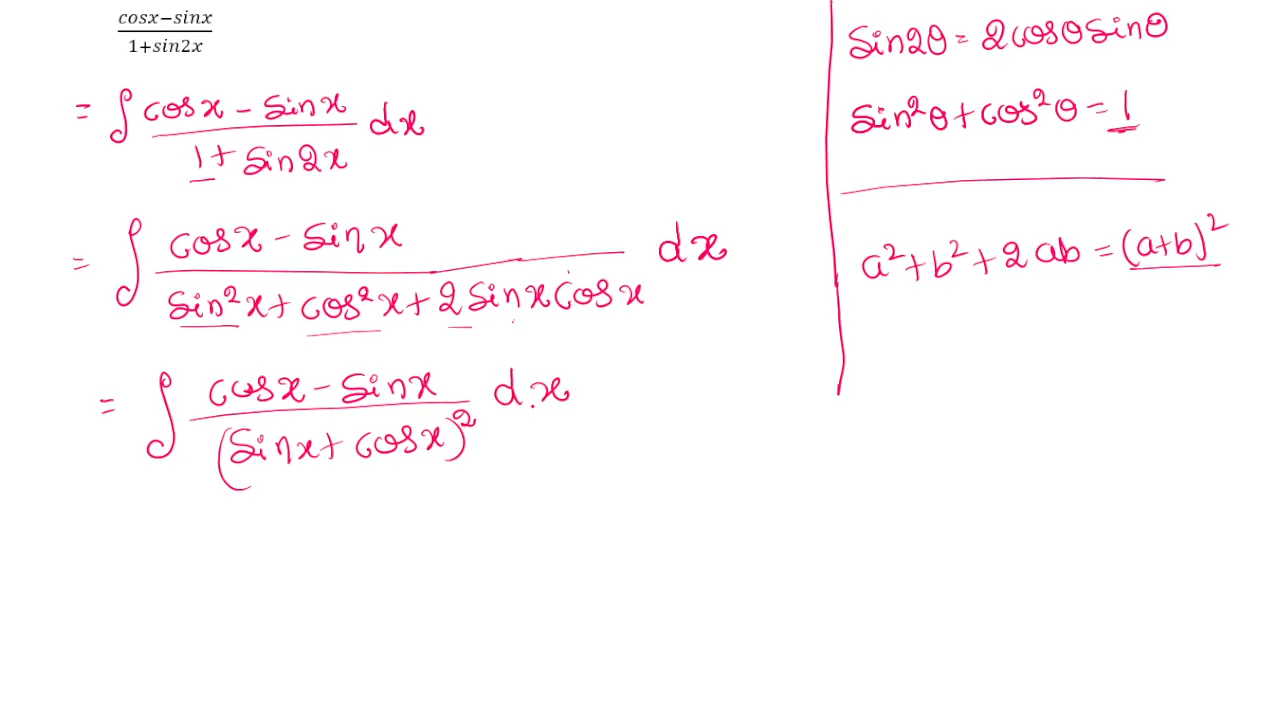 cosx−sinx
1+sin2x
= ∫ cosx - sinx / 1 + sin2x dx
= ∫ cosx - sinx / sin²x + cos²x + 2 sinx cosx dx
= ∫ cosx - sinx / (sinx + cosx)² dx
sin2θ = 2cosθsinθ
sin²θ + cos²θ = 1
a² + b² + 2ab = (a+b)²